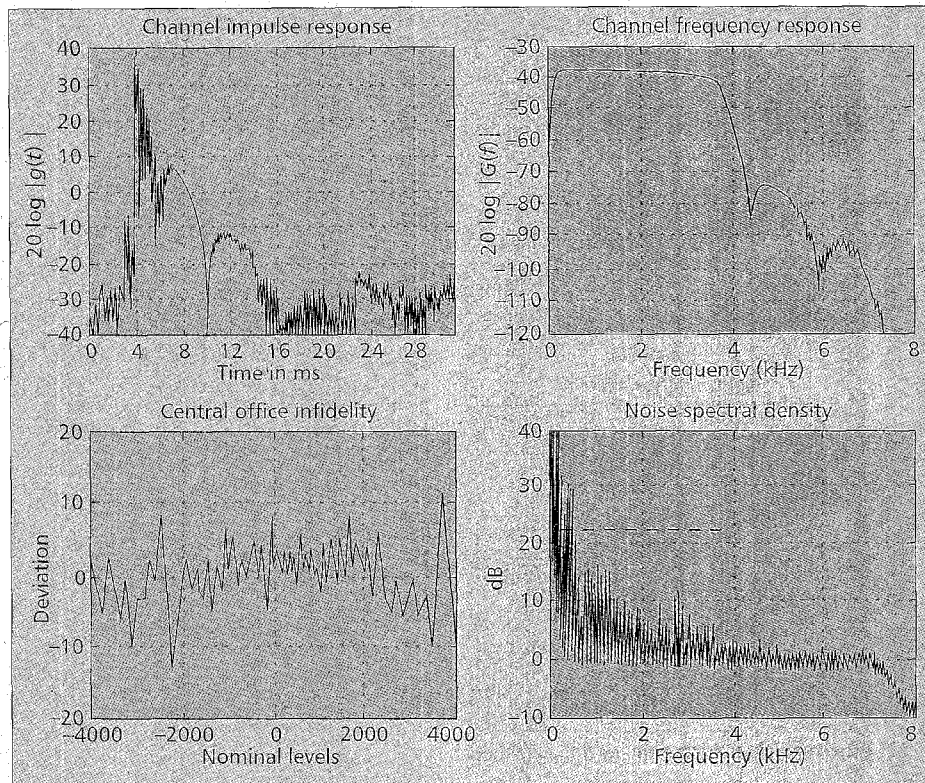 Channel impulse response
40
30
20
10
0
–10
–20
–30
–40
20 log |g(t)|
0 4 8 12 16 20 24 28
Time in ms
Channel frequency response
–30
–40
–50
–60
–70
–80
–90
–100
–110
–120
20 log |G(f)|
0 2 4 6 8
Frequency (kHz)
Central office infidelity
20
10
0
–10
–20
Deviation
–4000 –2000 0 2000 4000
Nominal levels
Noise spectral density
40
30
20
10
0
–10
dB
0 2 4 6 8
Frequency (kHz)